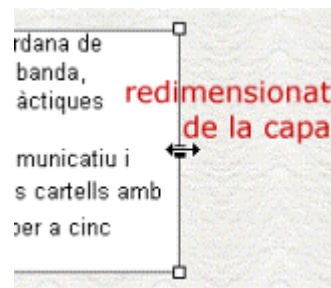 rdana de
banda,
àctiques
municatiu i
s cartells amb
per a cinc
redimensionat
de la capa